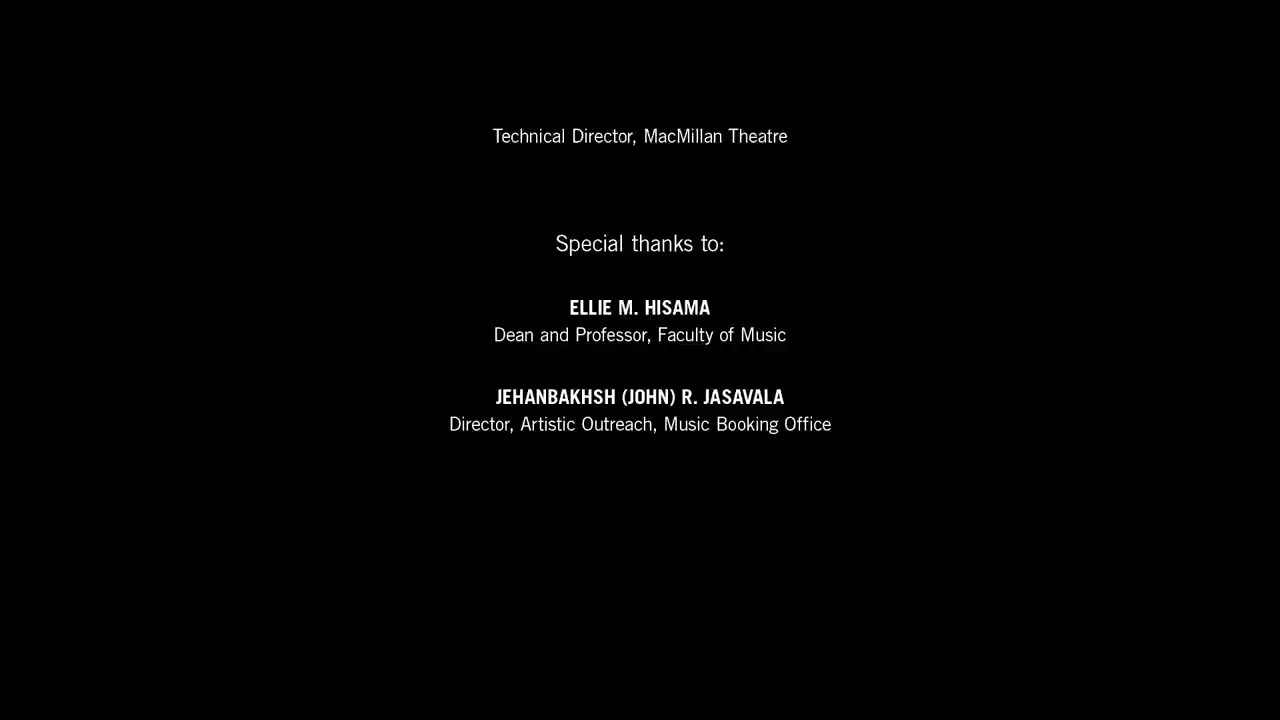 Technical Director, MacMillan Theatre
Special thanks to:
ELLIE M. HISAMA
Dean and Professor, Faculty of Music
JEHANBAKHSH (JOHN) R. JASAVALA
Director, Artistic Outreach, Music Booking Office